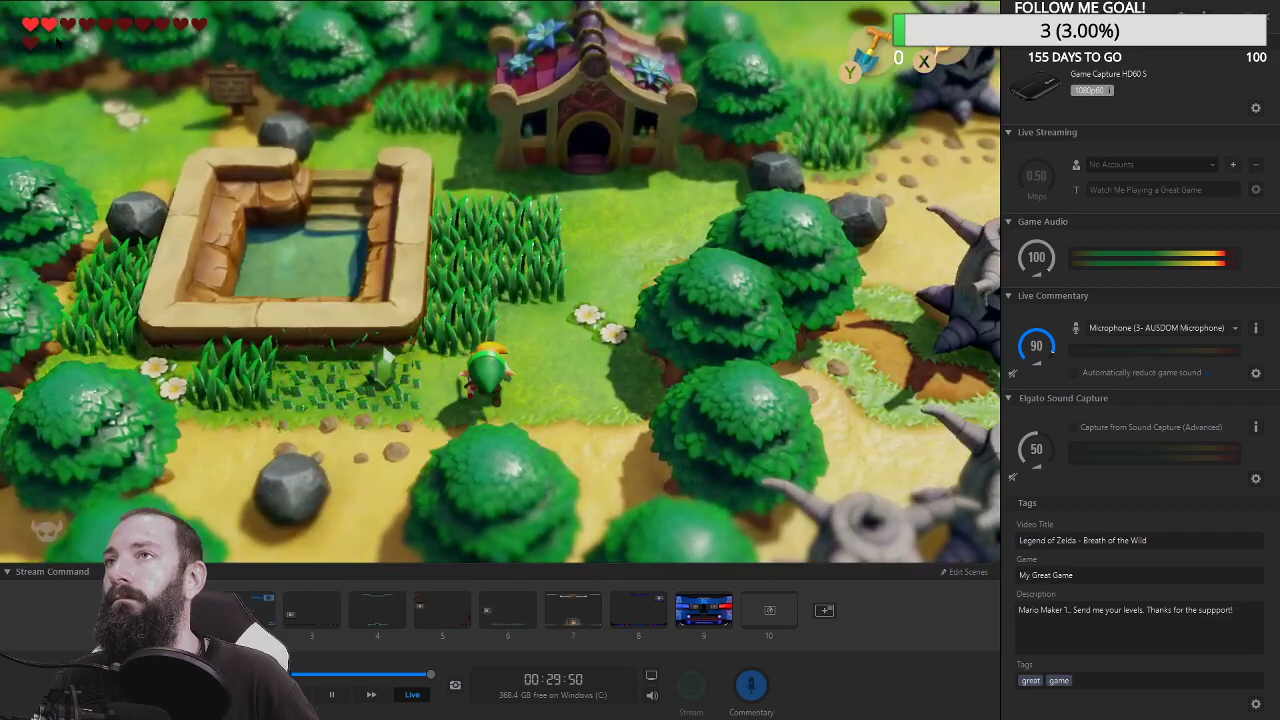 FOLLOW ME GOAL!
3 (3.00%)
155 DAYS TO GO 100
Y
0
X
Game Capture HD60 S
1080p60 i
Live Streaming
0.50
Mbps
No Accounts
T Watch Me Playing a Great Game
Game Audio
100
Live Commentary
90
Microphone (3- AUSDOM Microphone)
Automatically reduce game sound
Elgato Sound Capture
50
Capture from Sound Capture (Advanced)
Tags
Video Title
Legend of Zelda - Breath of the Wild
Game
My Great Game
Description
Mario Maker 1.. Send me your levels. Thanks for the suppport!
Tags
great game
Stream Command
Edit Scenes
3 4 5 6 7 8 9 10
Live
00:29:50
368.4 GB free on Windows (C:)
Stream
Commentary